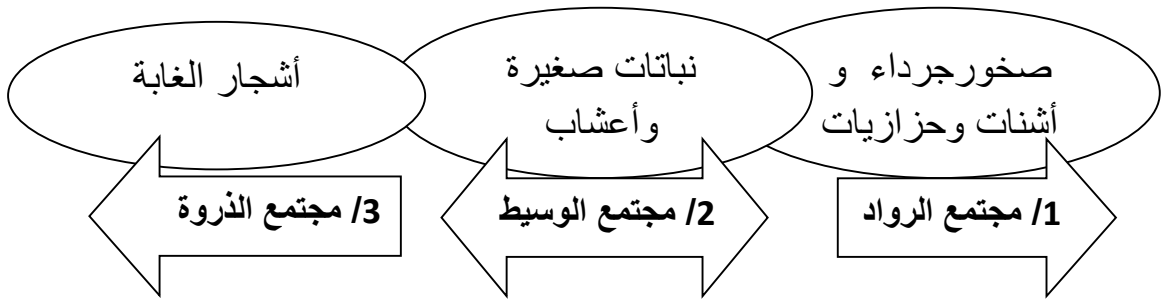 صخورجرداء و
أشنات وحزازيات
نباتات صغيرة
وأعشاب
أشجار الغابة
1/ مجتمع الرواد
2/ مجتمع الوسيط
3/ مجتمع الذروة